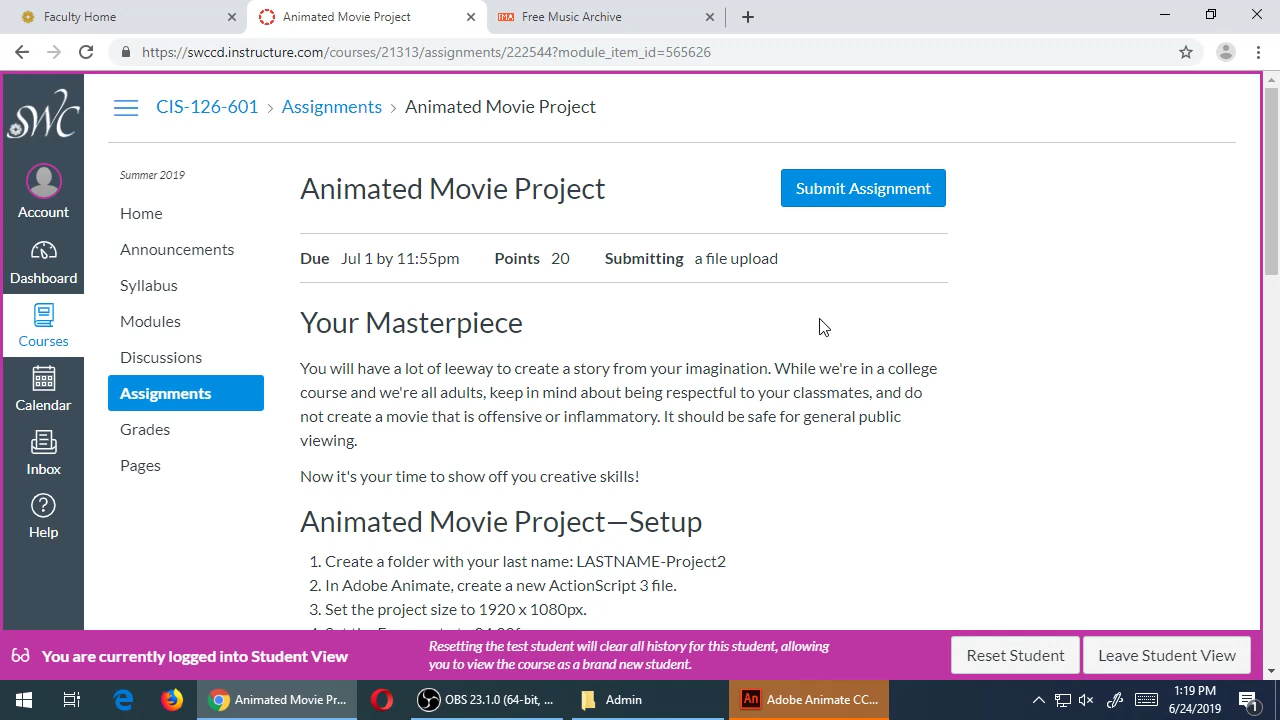 Faculty Home
Animated Movie Project
FMA Free Music Archive
https://swccd.instructure.com/courses/21313/assignments/222544?module_item_id=565626
SWC
CIS-126-601 > Assignments > Animated Movie Project
Summer 2019
Account
Dashboard
Courses
Calendar
Inbox
Help
Home
Announcements
Syllabus
Modules
Discussions
Assignments
Grades
Pages
Animated Movie Project
Submit Assignment
Due Jul 1 by 11:55pm Points 20 Submitting a file upload
Your Masterpiece
You will have a lot of leeway to create a story from your imagination. While we're in a college
course and we're all adults, keep in mind about being respectful to your classmates, and do
not create a movie that is offensive or inflammatory. It should be safe for general public
viewing.
Now it's your time to show off you creative skills!
Animated Movie Project—Setup
1. Create a folder with your last name: LASTNAME-Project2
2. In Adobe Animate, create a new ActionScript 3 file.
3. Set the project size to 1920 x 1080px.
You are currently logged into Student View
Resetting the test student will clear all history for this student, allowing
you to view the course as a brand new student.
Reset Student
Leave Student View
Animated Movie Pr...
OBS 23.1.0 (64-bit, ...
Admin
An Adobe Animate CC...
1:19 PM
6/24/2019
1